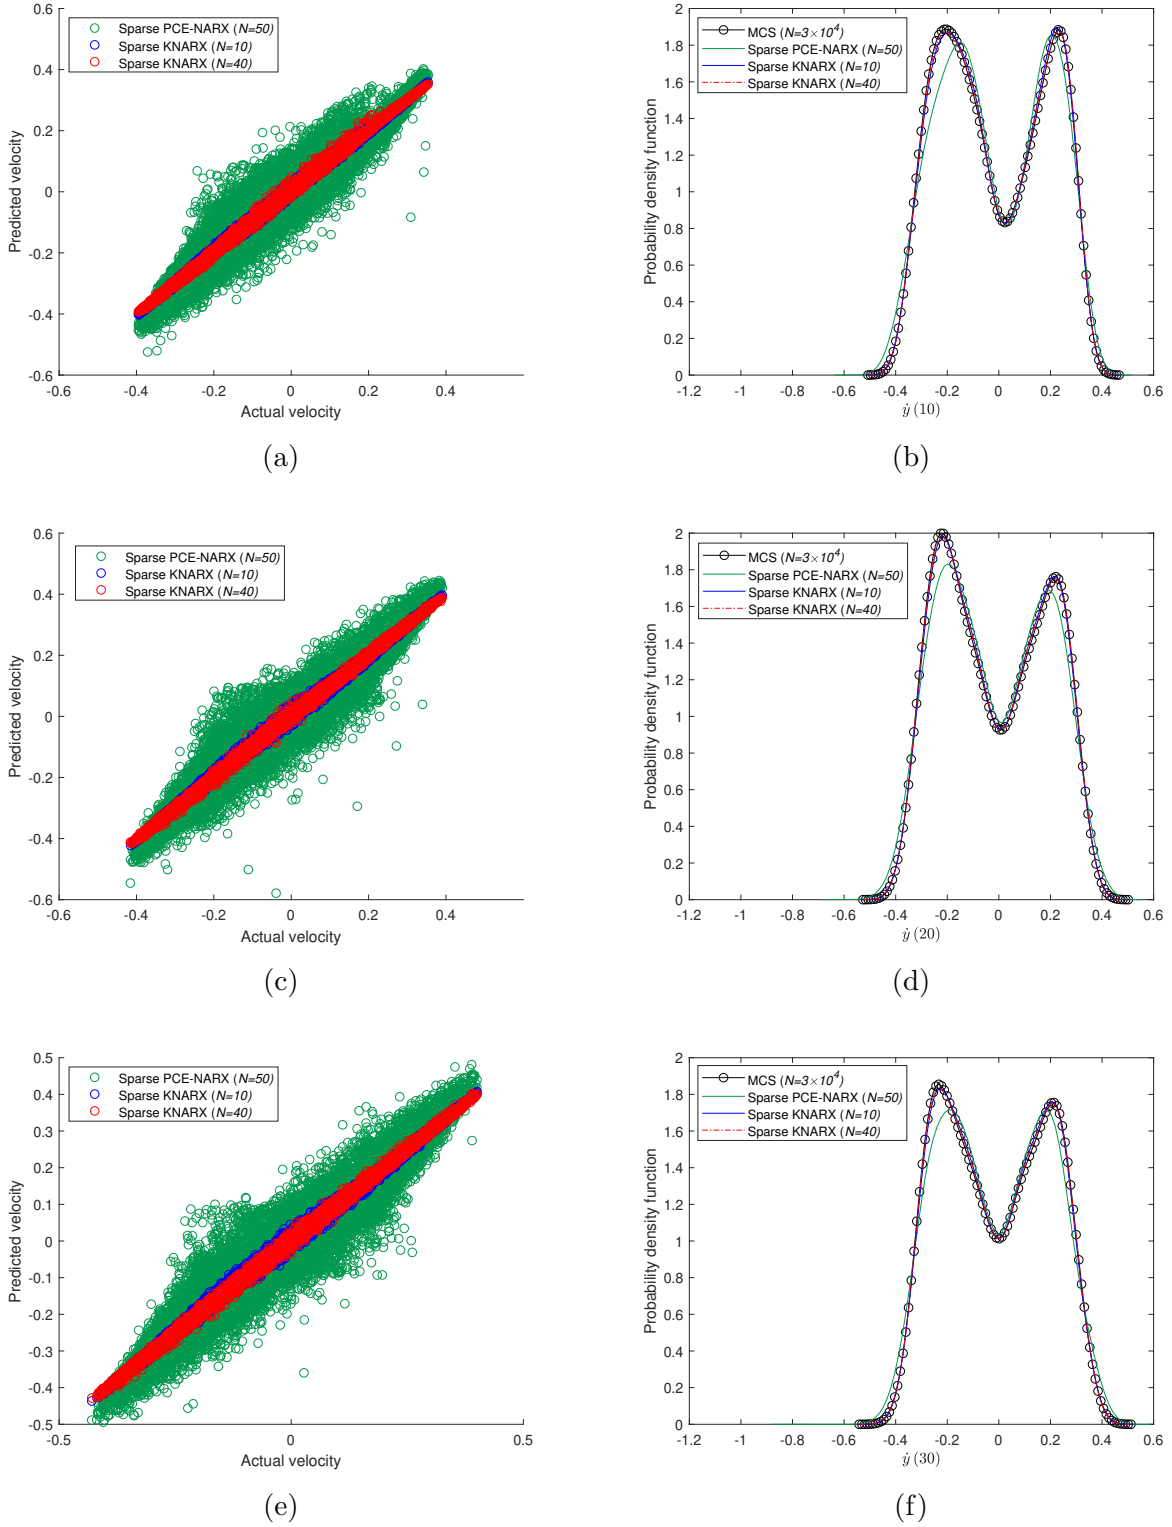 Sparse PCE-NARX (N=50)
Sparse KNARX (N=10)
Sparse KNARX (N=40)
0.6
0.4
0.2
0
-0.2
-0.4
-0.6
Predicted velocity
-0.6
-0.4
-0.2
0
0.2
0.4
Actual velocity
(a)
MCS (N=3×10⁴)
Sparse PCE-NARX (N=50)
Sparse KNARX (N=10)
Sparse KNARX (N=40)
2
1.8
1.6
1.4
1.2
1
0.8
0.6
0.4
0.2
0
Probability density function
-1.2
-1
-0.8
-0.6
-0.4
-0.2
0
0.2
0.4
0.6
ẏ (10)
(b)
Sparse PCE-NARX (N=50)
Sparse KNARX (N=10)
Sparse KNARX (N=40)
0.6
0.4
0.2
0
-0.2
-0.4
-0.6
Predicted velocity
-0.6
-0.4
-0.2
0
0.2
0.4
Actual velocity
(c)
MCS (N=3×10⁴)
Sparse PCE-NARX (N=50)
Sparse KNARX (N=10)
Sparse KNARX (N=40)
2
1.8
1.6
1.4
1.2
1
0.8
0.6
0.4
0.2
0
Probability density function
-1.2
-1
-0.8
-0.6
-0.4
-0.2
0
0.2
0.4
0.6
ẏ (20)
(d)
Sparse PCE-NARX (N=50)
Sparse KNARX (N=10)
Sparse KNARX (N=40)
0.5
0.4
0.3
0.2
0.1
0
-0.1
-0.2
-0.3
-0.4
-0.5
Predicted velocity
-0.5
0
0.5
Actual velocity
(e)
MCS (N=3×10⁴)
Sparse PCE-NARX (N=50)
Sparse KNARX (N=10)
Sparse KNARX (N=40)
2
1.8
1.6
1.4
1.2
1
0.8
0.6
0.4
0.2
0
Probability density function
-1.2
-1
-0.8
-0.6
-0.4
-0.2
0
0.2
0.4
0.6
ẏ (30)
(f)